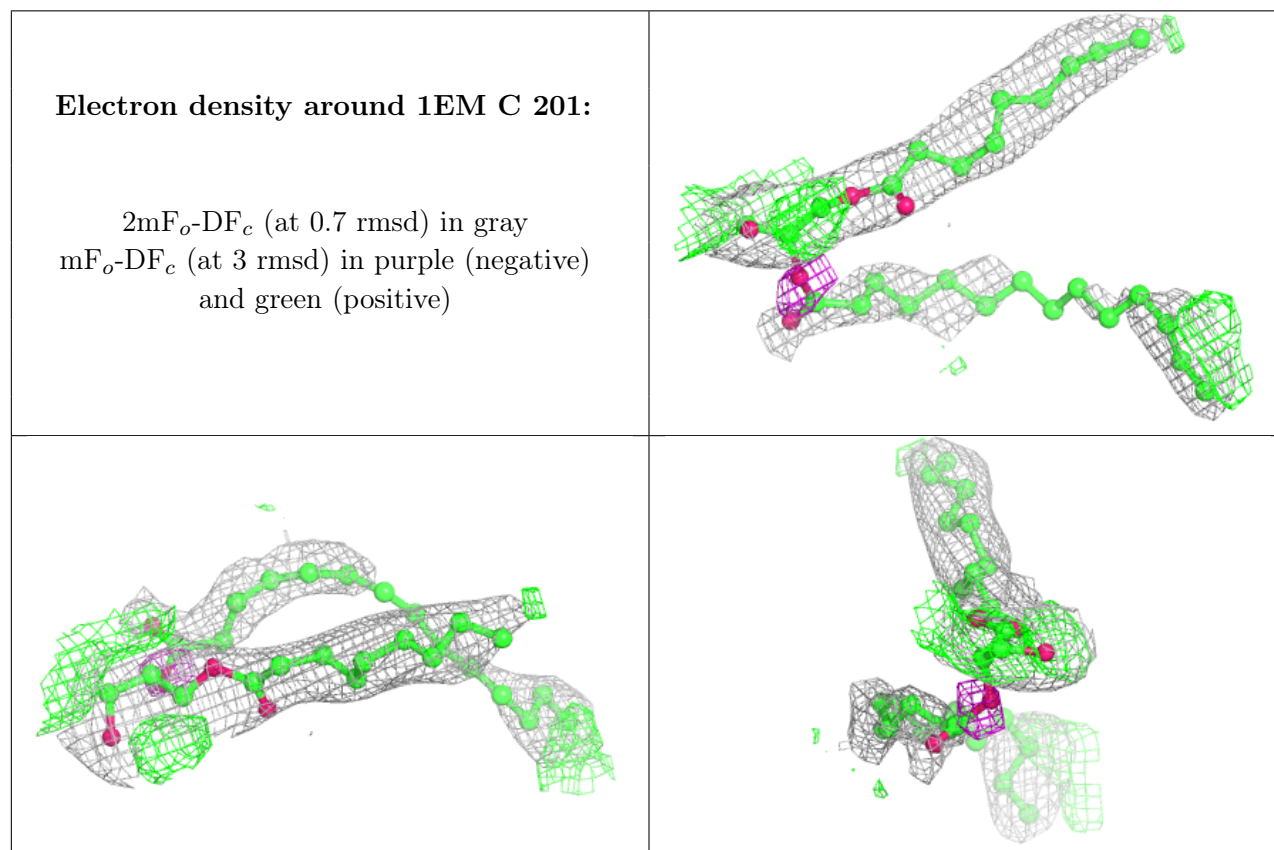 Electron density around 1EM C 201:
2mFo-DFc (at 0.7 rmsd) in gray
mFo-DFc (at 3 rmsd) in purple (negative)
and green (positive)